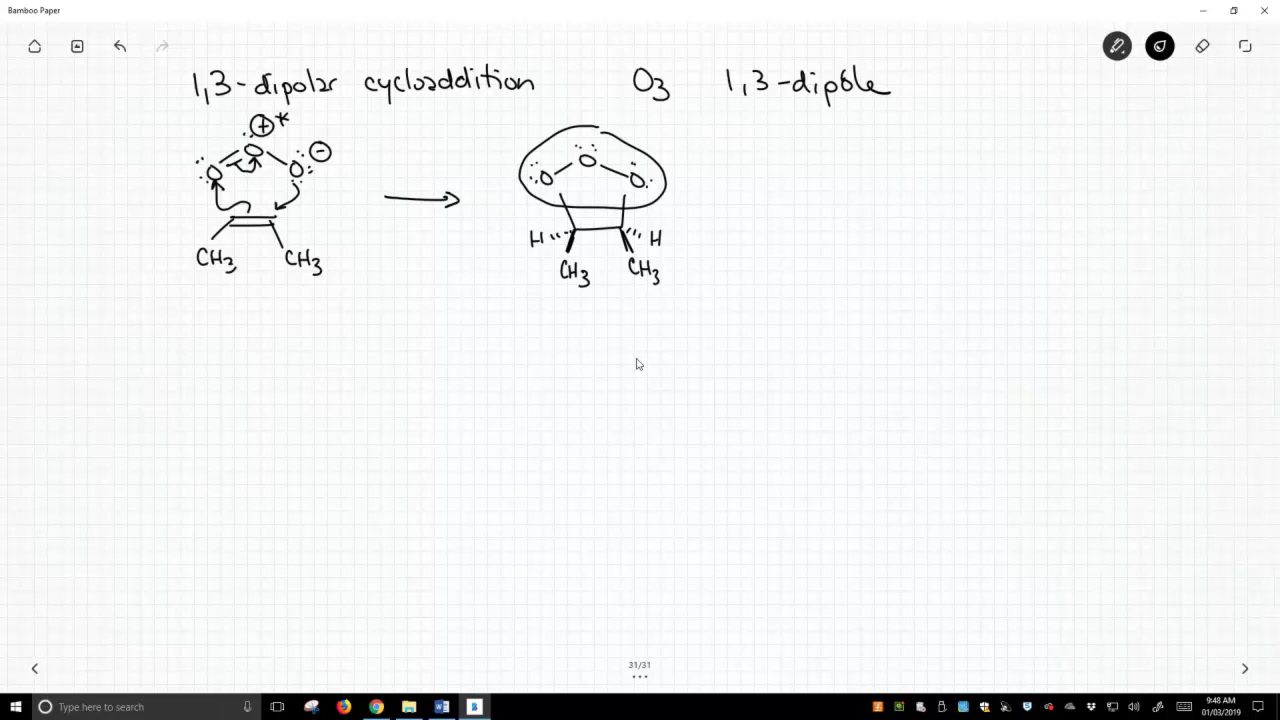 Bamboo Paper
1,3-dipolar cycloaddition O3 1,3-dipole
⊕*
O O O ⊖
CH3 CH3
O O O
H H
CH3 CH3
31/31
Type here to search
9:48 AM
01/03/2019